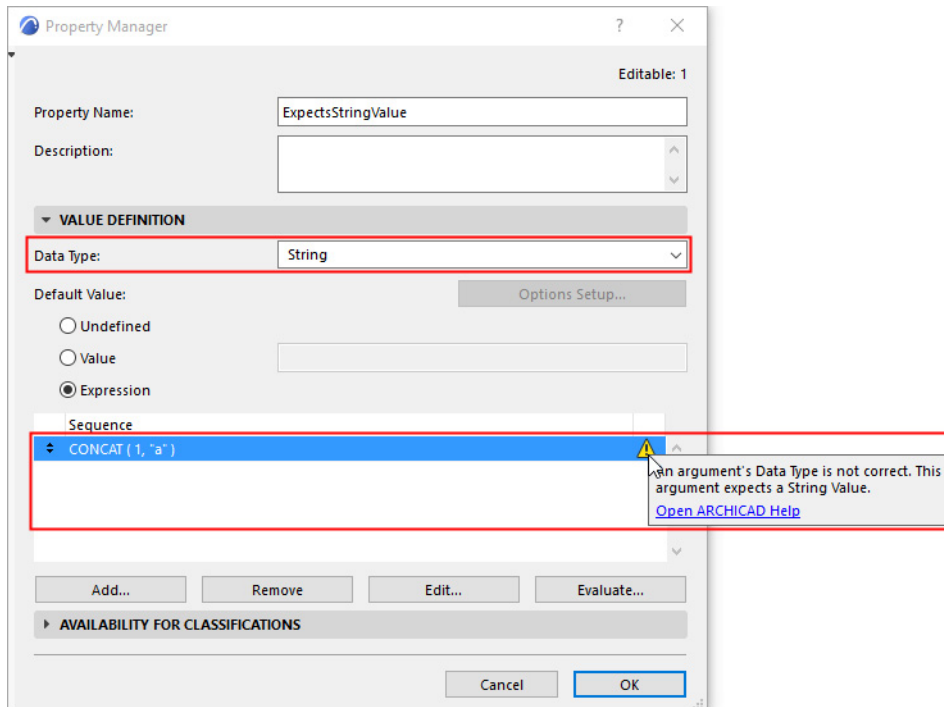 Property Manager
?
Editable: 1
Property Name:
ExpectsStringValue
Description:
VALUE DEFINITION
Data Type:
String
Default Value:
Options Setup...
Undefined
Value
Expression
Sequence
CONCAT ( 1, "a" )
An argument's Data Type is not correct. This
argument expects a String Value.
Open ARCHICAD Help
Add...
Remove
Edit...
Evaluate...
AVAILABILITY FOR CLASSIFICATIONS
Cancel
OK